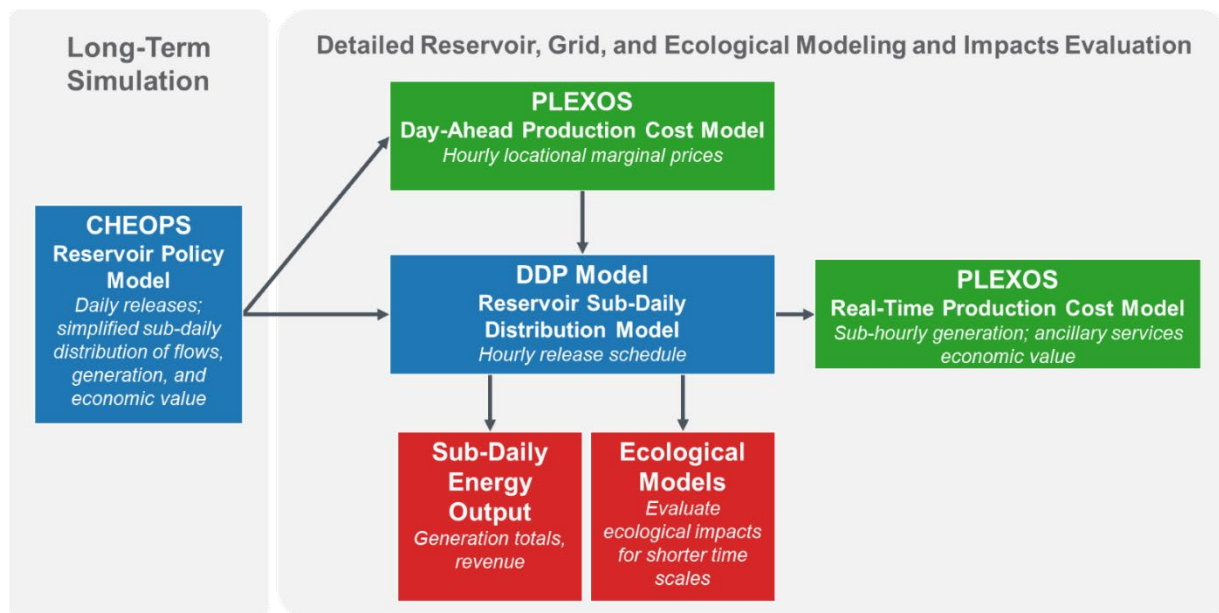 Long-Term
Simulation
Detailed Reservoir, Grid, and Ecological Modeling and Impacts Evaluation
PLEXOS
Day-Ahead Production Cost Model
Hourly locational marginal prices
CHEOPS
Reservoir Policy
Model
Daily releases;
simplified sub-daily
distribution of flows,
generation, and
economic value
DDP Model
Reservoir Sub-Daily
Distribution Model
Hourly release schedule
PLEXOS
Real-Time Production Cost Model
Sub-hourly generation; ancillary services
economic value
Sub-Daily
Energy
Output
Generation totals,
revenue
Ecological
Models
Evaluate
ecological impacts
for shorter time
scales